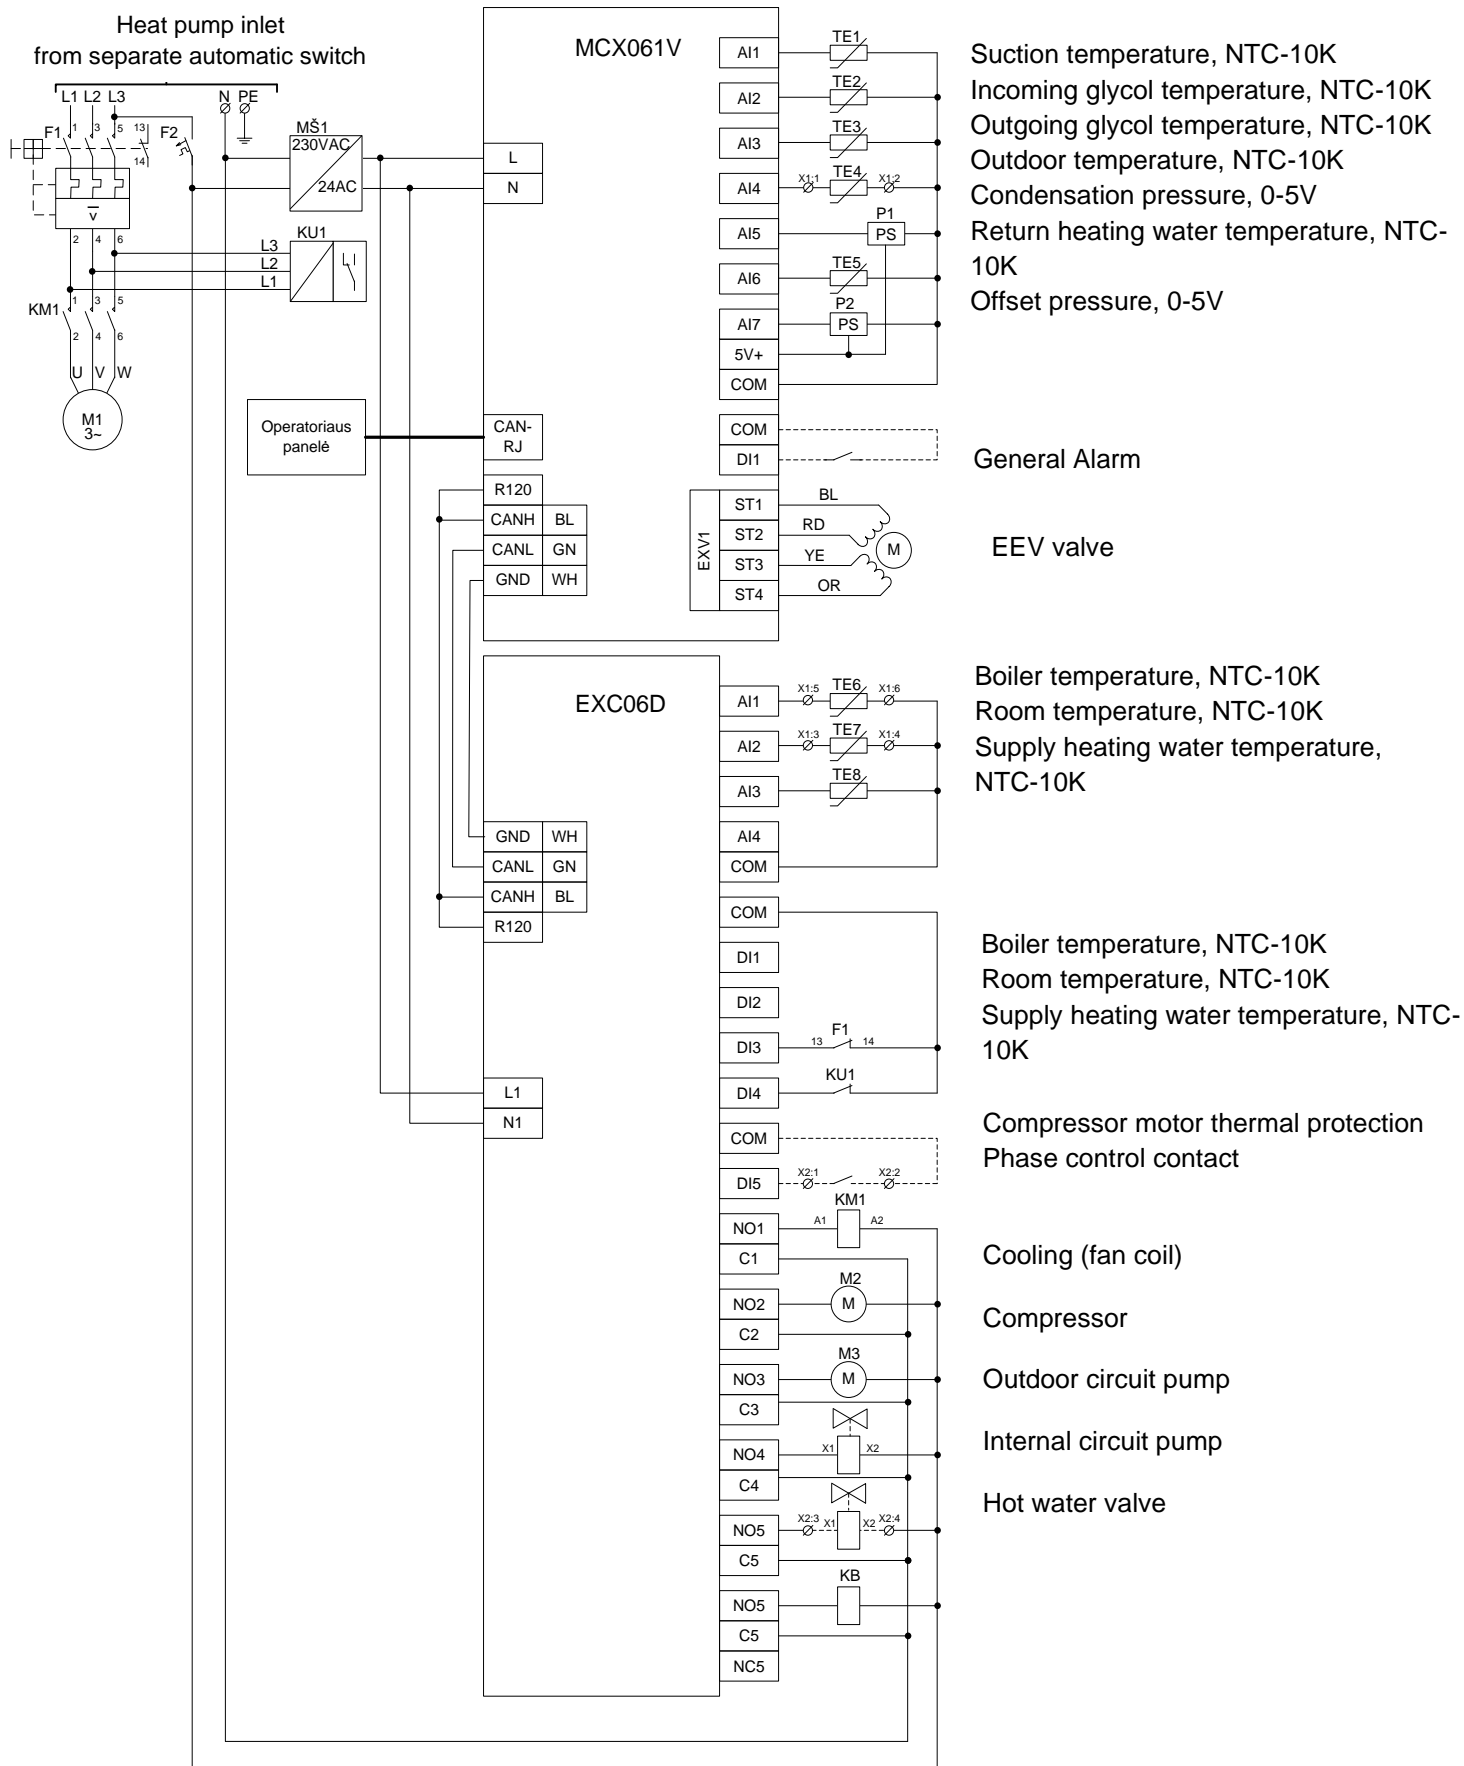 Heat pump inlet
from separate automatic switch
L1 L2 L3
N PE
F1
1 3 5 13
14
F2
v
2 4 6
MŠ1
230VAC
24AC
KU1
L3
L2
L1
KM1
1 3 5
2 4 6
U V W
M1
3~
Operatoriaus
panelė
MCX061V
L
N
CAN-
RJ
R120
CANH BL
CANL GN
GND WH
AI1 TE1
AI2 TE2
AI3 TE3
AI4 X1:1 TE4 X1:2
P1
AI5 PS
AI6 TE5
P2
AI7 PS
5V+
COM
COM
DI1
EXV1
ST1 BL
ST2 RD
ST3 YE
ST4 OR
M
Suction temperature, NTC-10K
Incoming glycol temperature, NTC-10K
Outgoing glycol temperature, NTC-10K
Outdoor temperature, NTC-10K
Condensation pressure, 0-5V
Return heating water temperature, NTC-
10K
Offset pressure, 0-5V
General Alarm
EEV valve
EXC06D
GND WH
CANL GN
CANH BL
R120
L1
N1
AI1 X1:5 TE6 X1:6
AI2 X1:3 TE7 X1:4
AI3 TE8
AI4
COM
COM
DI1
DI2
DI3 13 F1 14
DI4 KU1
COM
DI5 X2:1 X2:2
KM1
NO1 A1 A2
C1
M2
NO2 M
C2
M3
NO3 M
C3
NO4 X1 X2
C4
NO5 X2:3 X1 X2 X2:4
C5
KB
NO5
C5
NC5
Boiler temperature, NTC-10K
Room temperature, NTC-10K
Supply heating water temperature,
NTC-10K
Boiler temperature, NTC-10K
Room temperature, NTC-10K
Supply heating water temperature, NTC-
10K
Compressor motor thermal protection
Phase control contact
Cooling (fan coil)
Compressor
Outdoor circuit pump
Internal circuit pump
Hot water valve